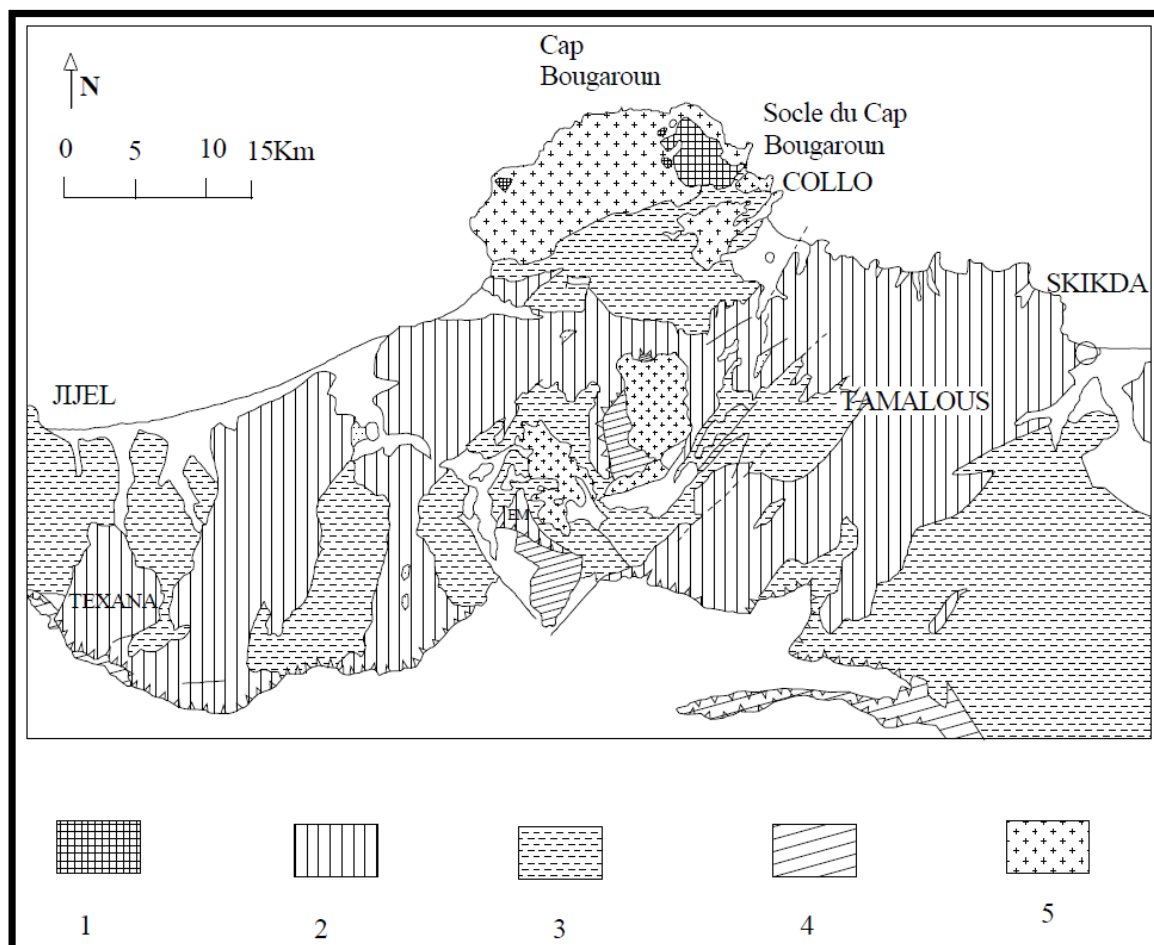 Cap
Bougaroun
N
Socle du Cap
Bougaroun
0 5 10 15Km
COLLO
SKIKDA
JIJEL
TAMALOUS
EM
TEXANA
1 2 3 4 5